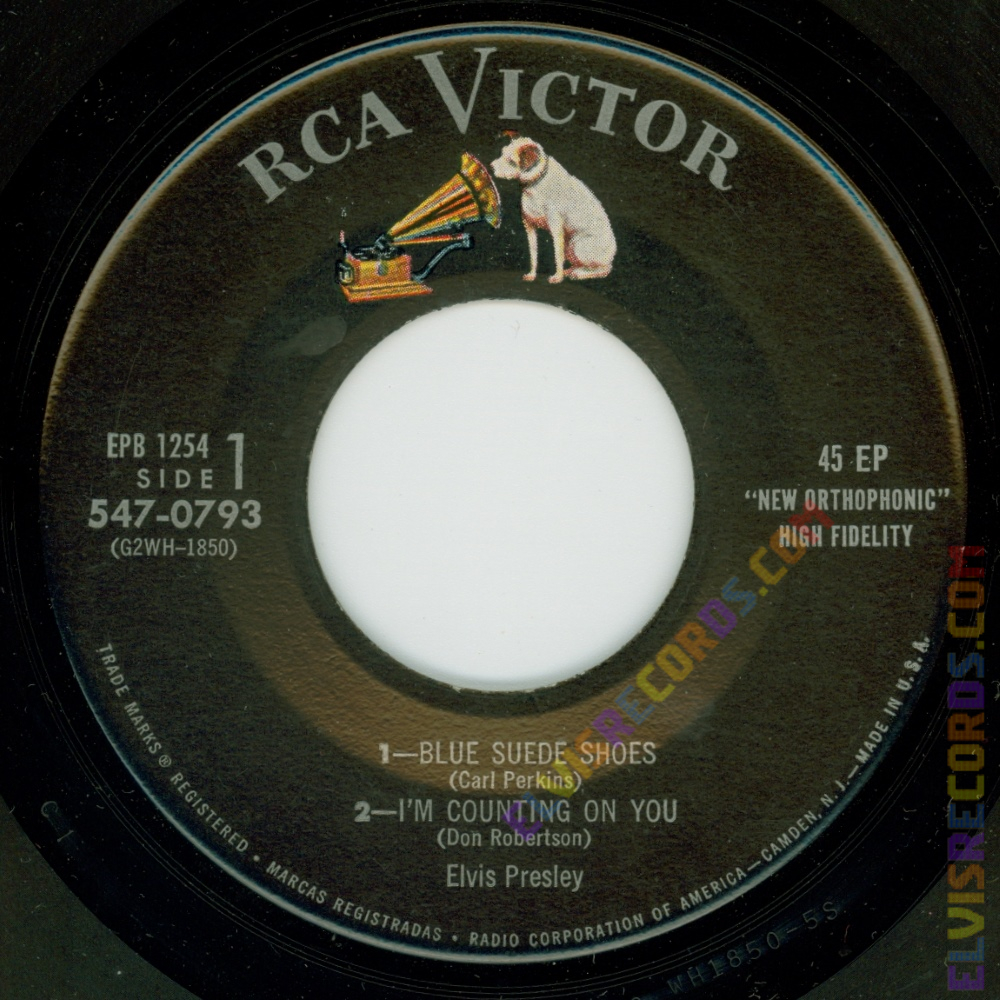 RCA VICTOR
EPB 1254
SIDE 1
547-0793
(G2WH-1850)
45 EP
"NEW ORTHOPHONIC"
HIGH FIDELITY
1—BLUE SUEDE SHOES
(Carl Perkins)
2—I'M COUNTING ON YOU
(Don Robertson)
Elvis Presley
TRADE MARKS ® REGISTERED • MARCAS REGISTRADAS • RADIO CORPORATION OF AMERICA—CAMDEN, N. J.—MADE IN U.S.A.
WH1850-5S
ELVISRECORDS.COM
ELVISRECORDS.COM